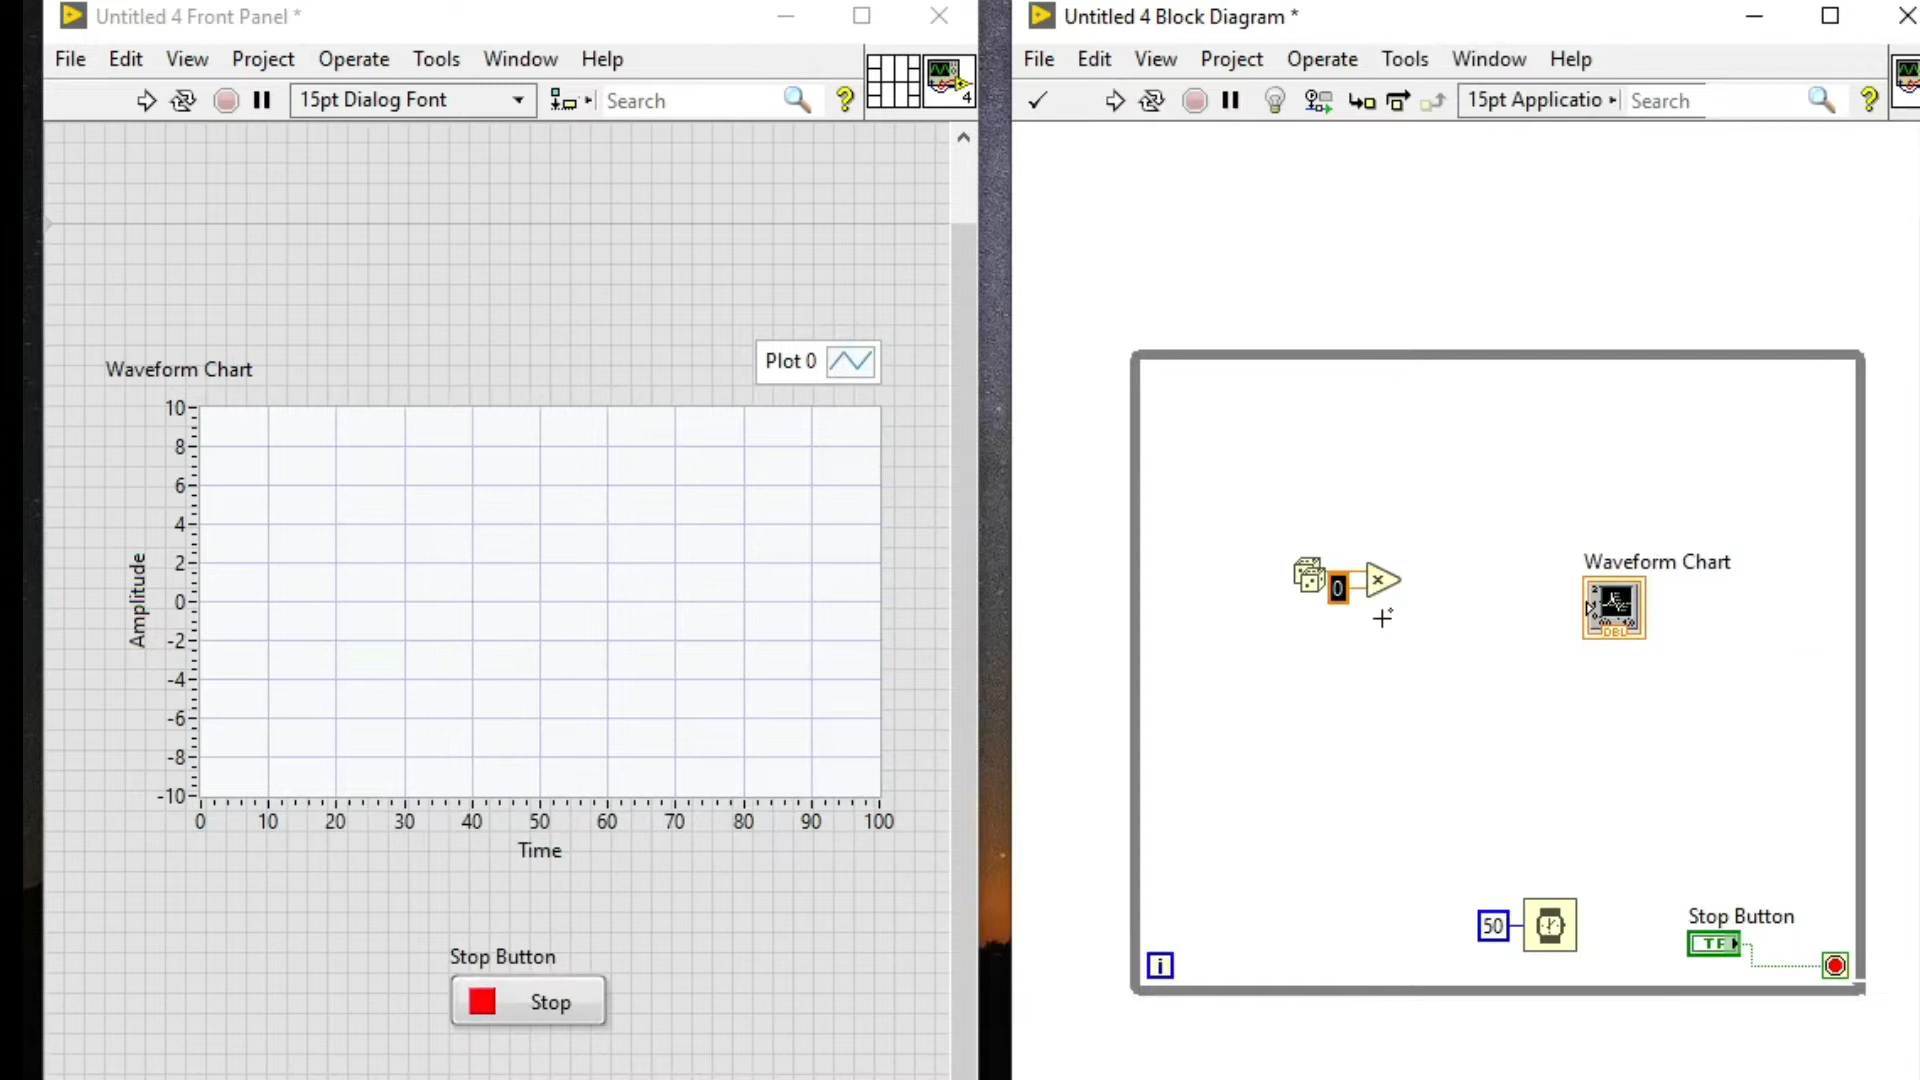 Untitled 4 Front Panel *
File Edit View Project Operate Tools Window Help
15pt Dialog Font
Search
?
4
Waveform Chart
Plot 0
10
8
6
4
2
0
-2
-4
-6
-8
-10
Amplitude
0 10 20 30 40 50 60 70 80 90 100
Time
Stop Button
Stop
Untitled 4 Block Diagram *
File Edit View Project Operate Tools Window Help
15pt Applicatio
Search
?
Waveform Chart
0
×
DBL
50
Stop Button
TF
i